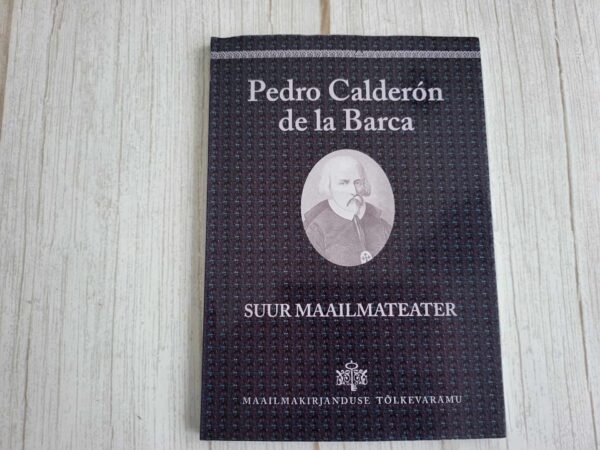 Pedro Calderón
de la Barca
SUUR MAAILMATEATER
MAAILMAKIRJANDUSE TÕLKEVARAMU